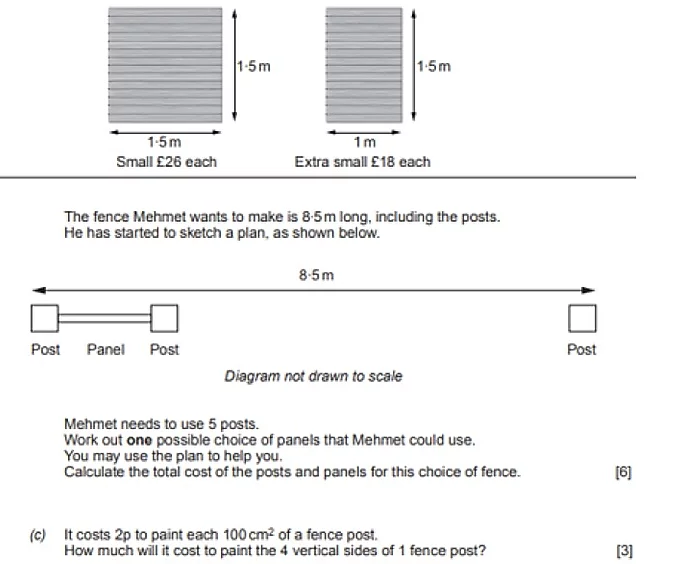 1·5m
1·5m
1·5m
1m
Small £26 each
Extra small £18 each
The fence Mehmet wants to make is 8·5m long, including the posts.
He has started to sketch a plan, as shown below.
8·5m
Post Panel Post Post
Diagram not drawn to scale
Mehmet needs to use 5 posts.
Work out one possible choice of panels that Mehmet could use.
You may use the plan to help you.
Calculate the total cost of the posts and panels for this choice of fence. [6]
(c) It costs 2p to paint each 100cm² of a fence post.
How much will it cost to paint the 4 vertical sides of 1 fence post? [3]